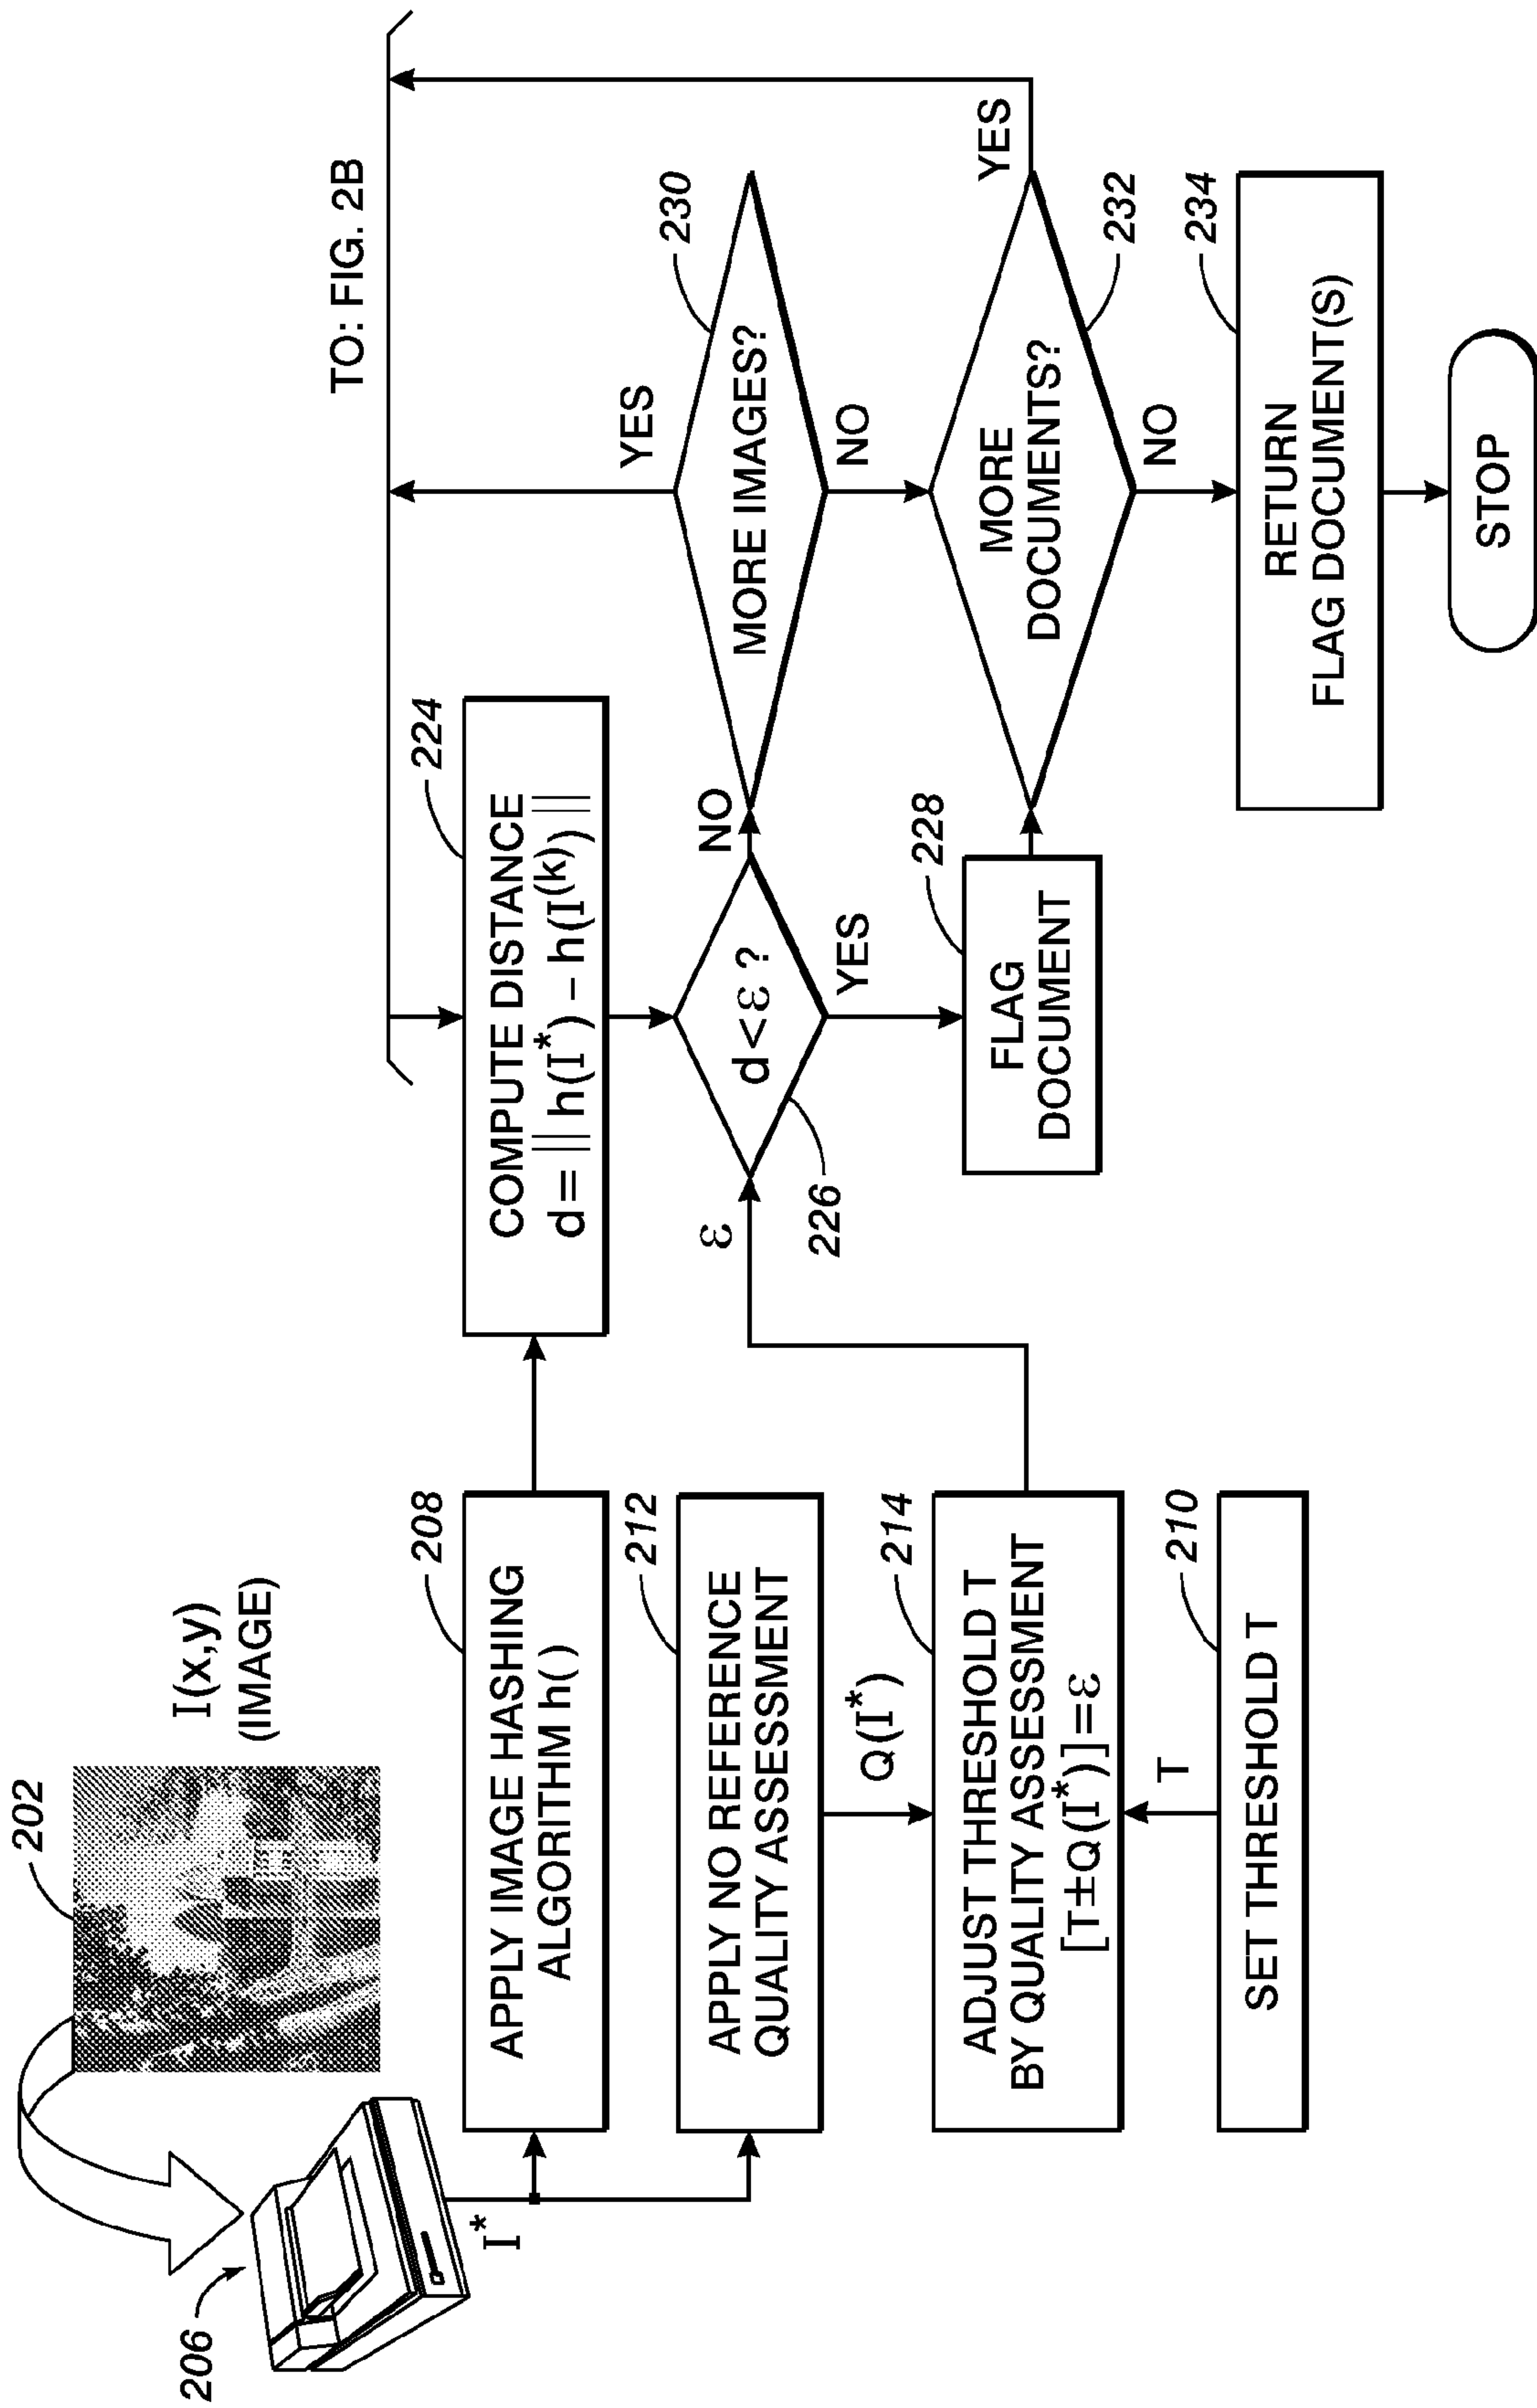 202
I(x,y)
(IMAGE)
206
I*
208
APPLY IMAGE HASHING
ALGORITHM h( )
212
APPLY NO REFERENCE
QUALITY ASSESSMENT
Q(I*)
214
ADJUST THRESHOLD T
BY QUALITY ASSESSMENT
[T±Q(I*)]=ε
T
210
SET THRESHOLD T
TO: FIG. 2B
224
COMPUTE DISTANCE
d= || h(I*) – h(I(k)) ||
ε
226
d<ε ?
NO
YES
228
FLAG
DOCUMENT
230
MORE IMAGES?
YES
NO
232
MORE
DOCUMENTS?
YES
NO
234
RETURN
FLAG DOCUMENT(S)
STOP